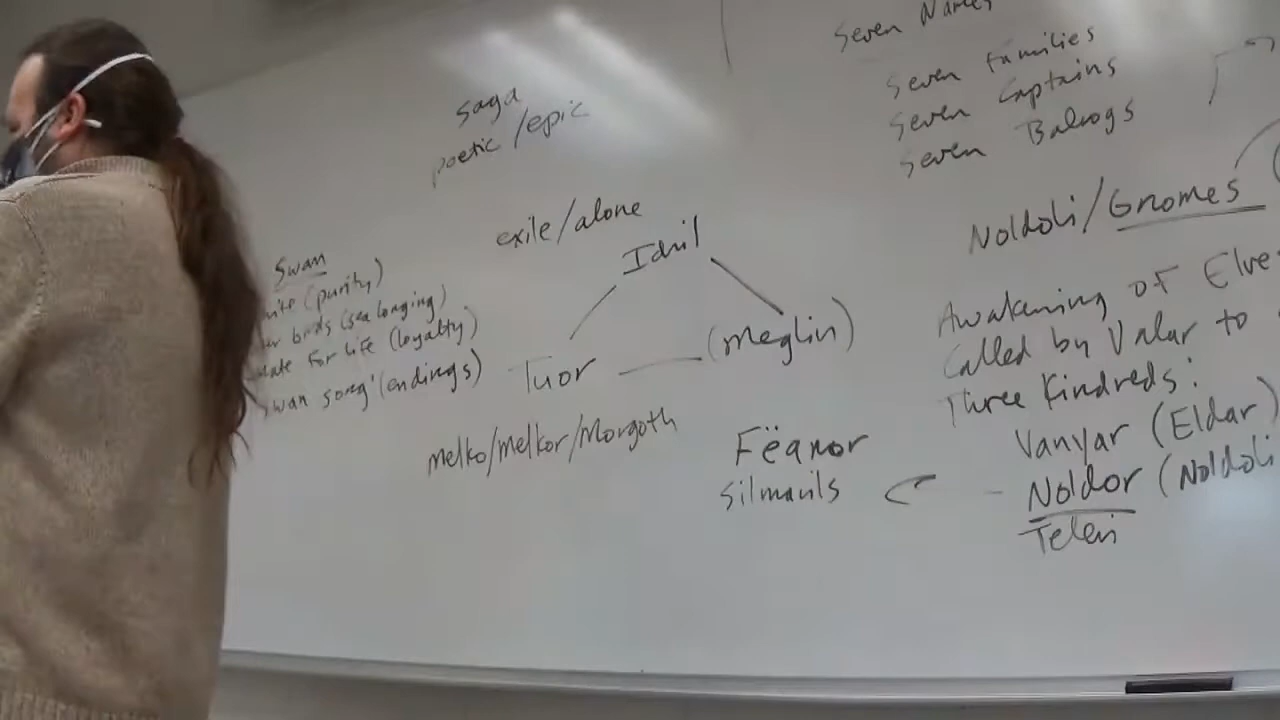 saga
poetic/epic
exile/alone
Idril
Tuor
(Meglin)
Melko/Melkor/Morgoth
Swan
(purity)
birds (sea longing)
mate for life (loyalty)
swan song' (endings)
Fëanor
Silmarils
Seven Names
Seven Families
Seven Captains
Seven Balrogs
Noldoli/Gnomes
Awakening of Elve
Called by Valar to
Three Kindreds:
Vanyar (Eldar)
Noldor (Noldoli
Teleri